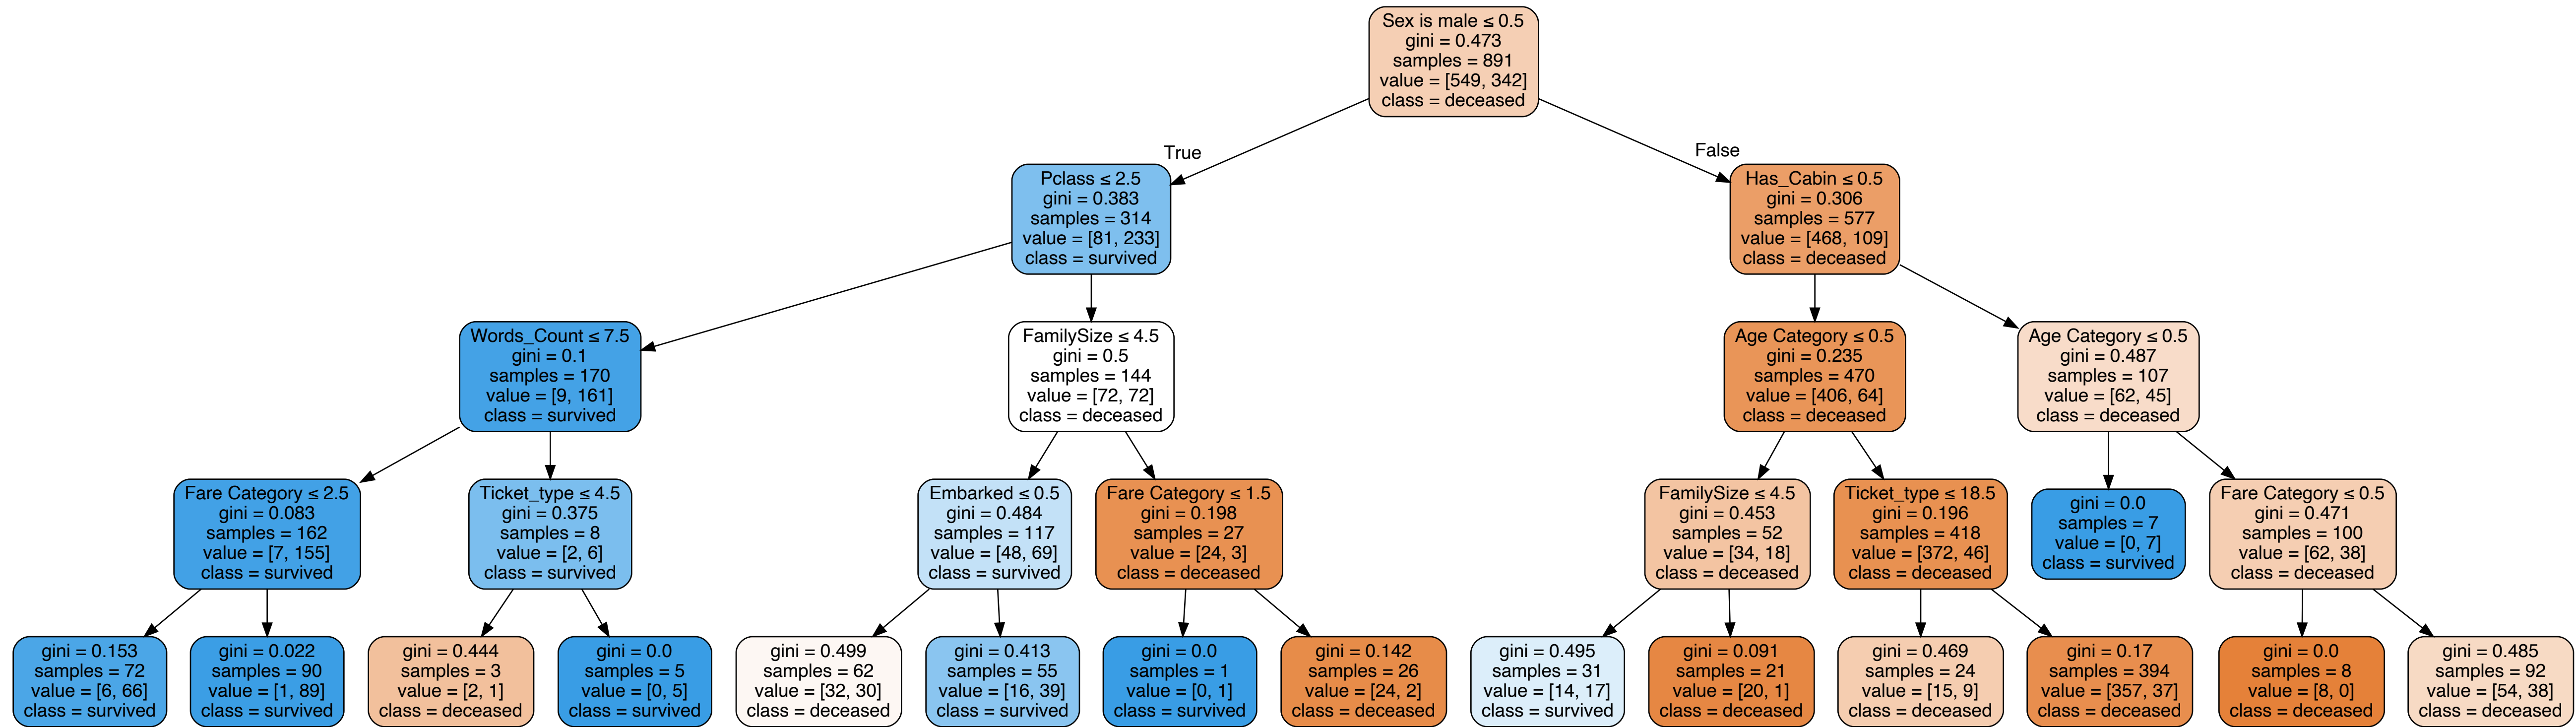 Sex is male ≤ 0.5
gini = 0.473
samples = 891
value = [549, 342]
class = deceased
True
False
Pclass ≤ 2.5
gini = 0.383
samples = 314
value = [81, 233]
class = survived
Has_Cabin ≤ 0.5
gini = 0.306
samples = 577
value = [468, 109]
class = deceased
Words_Count ≤ 7.5
gini = 0.1
samples = 170
value = [9, 161]
class = survived
FamilySize ≤ 4.5
gini = 0.5
samples = 144
value = [72, 72]
class = deceased
Age Category ≤ 0.5
gini = 0.235
samples = 470
value = [406, 64]
class = deceased
Age Category ≤ 0.5
gini = 0.487
samples = 107
value = [62, 45]
class = deceased
Fare Category ≤ 2.5
gini = 0.083
samples = 162
value = [7, 155]
class = survived
Ticket_type ≤ 4.5
gini = 0.375
samples = 8
value = [2, 6]
class = survived
Embarked ≤ 0.5
gini = 0.484
samples = 117
value = [48, 69]
class = survived
Fare Category ≤ 1.5
gini = 0.198
samples = 27
value = [24, 3]
class = deceased
FamilySize ≤ 4.5
gini = 0.453
samples = 52
value = [34, 18]
class = deceased
Ticket_type ≤ 18.5
gini = 0.196
samples = 418
value = [372, 46]
class = deceased
gini = 0.0
samples = 7
value = [0, 7]
class = survived
Fare Category ≤ 0.5
gini = 0.471
samples = 100
value = [62, 38]
class = deceased
gini = 0.153
samples = 72
value = [6, 66]
class = survived
gini = 0.022
samples = 90
value = [1, 89]
class = survived
gini = 0.444
samples = 3
value = [2, 1]
class = deceased
gini = 0.0
samples = 5
value = [0, 5]
class = survived
gini = 0.499
samples = 62
value = [32, 30]
class = deceased
gini = 0.413
samples = 55
value = [16, 39]
class = survived
gini = 0.0
samples = 1
value = [0, 1]
class = survived
gini = 0.142
samples = 26
value = [24, 2]
class = deceased
gini = 0.495
samples = 31
value = [14, 17]
class = survived
gini = 0.091
samples = 21
value = [20, 1]
class = deceased
gini = 0.469
samples = 24
value = [15, 9]
class = deceased
gini = 0.17
samples = 394
value = [357, 37]
class = deceased
gini = 0.0
samples = 8
value = [8, 0]
class = deceased
gini = 0.485
samples = 92
value = [54, 38]
class = deceased